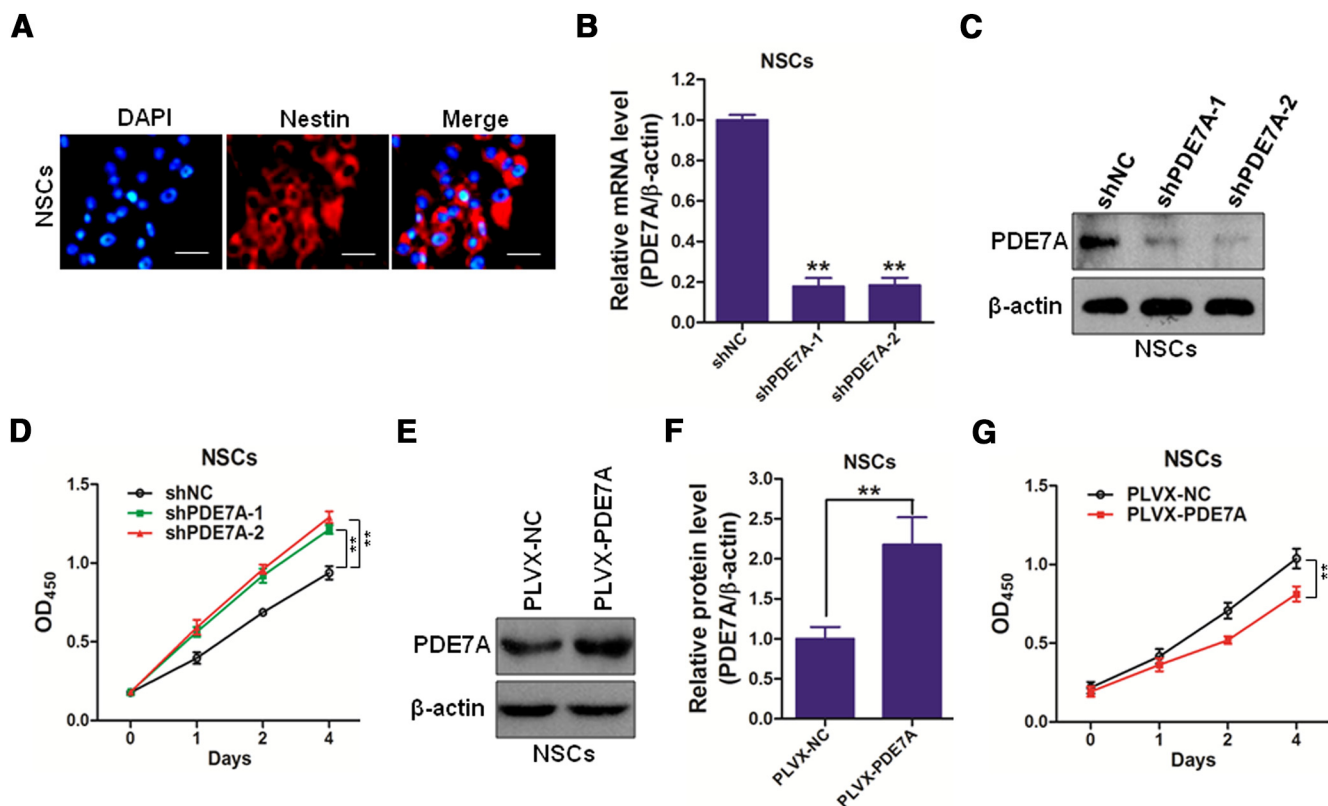 A
DAPI Nestin Merge
NSCs
B
NSCs
Relative mRNA level
(PDE7A/β-actin)
1.2
1.0
0.8
0.6
0.4
0.2
0.0
** **
shNC shPDE7A-1 shPDE7A-2
C
shNC shPDE7A-1 shPDE7A-2
PDE7A
β-actin
NSCs
D
NSCs
shNC
shPDE7A-1
shPDE7A-2
OD450
1.5
1.0
0.5
0.0
** **
0 1 2 4
Days
E
PLVX-NC PLVX-PDE7A
PDE7A
β-actin
NSCs
F
NSCs
Relative protein level
(PDE7A/β-actin)
3.0
2.5
2.0
1.5
1.0
0.5
0.0
**
PLVX-NC PLVX-PDE7A
G
NSCs
PLVX-NC
PLVX-PDE7A
OD450
1.5
1.0
0.5
0.0
**
0 1 2 4
Days